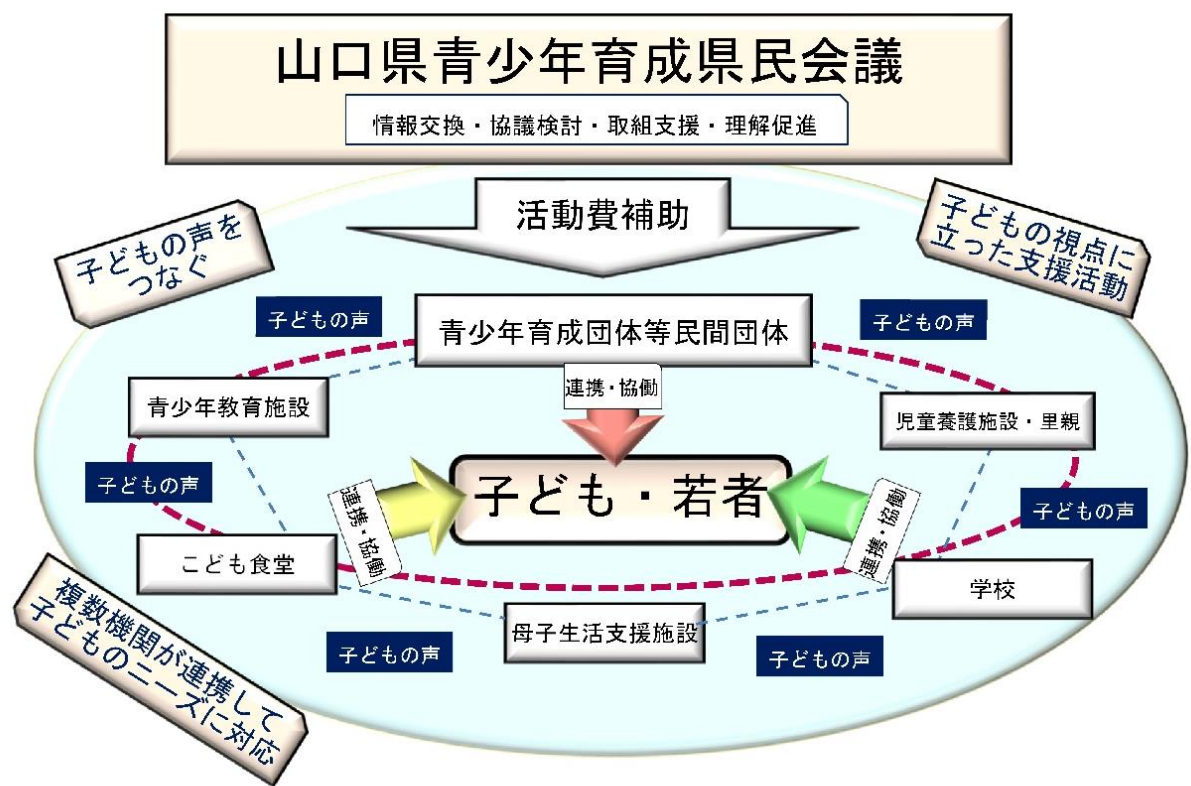 山口県青少年育成県民会議
情報交換・協議検討・取組支援・理解促進
活動費補助
子どもの声を
つなぐ
子どもの視点に
立った支援活動
子どもの声
子どもの声
青少年育成団体等民間団体
連携・協働
青少年教育施設
児童養護施設・里親
子どもの声
子ども・若者
子どもの声
連携・協働
連携・協働
こども食堂
学校
母子生活支援施設
子どもの声
子どもの声
複数機関が連携して
子どものニーズに対応